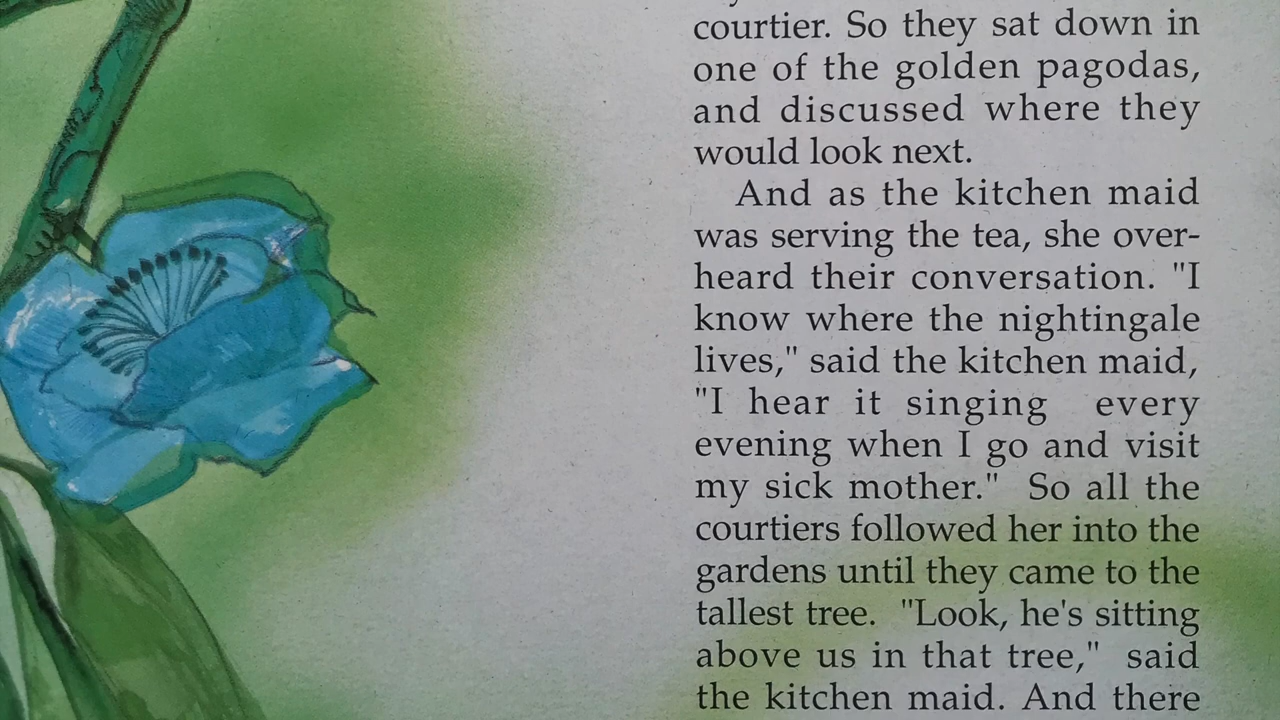 courtier. So they sat down in
one of the golden pagodas,
and discussed where they
would look next.
And as the kitchen maid
was serving the tea, she over-
heard their conversation. "I
know where the nightingale
lives," said the kitchen maid,
"I hear it singing every
evening when I go and visit
my sick mother." So all the
courtiers followed her into the
gardens until they came to the
tallest tree. "Look, he's sitting
above us in that tree," said
the kitchen maid. And there